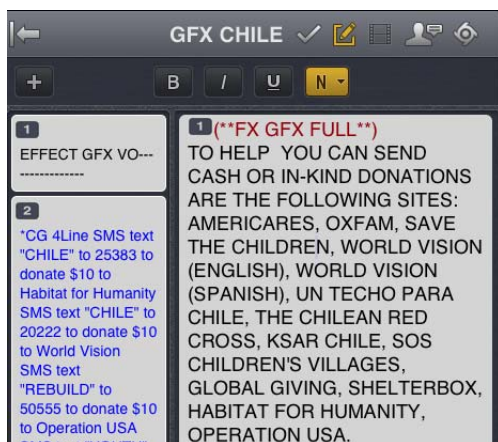 GFX CHILE
+ B I U N
1
EFFECT GFX VO---
-------------
2
*CG 4Line SMS text
"CHILE" to 25383 to
donate $10 to
Habitat for Humanity
SMS text "CHILE" to
20222 to donate $10
to World Vision
SMS text
"REBUILD" to
50555 to donate $10
to Operation USA
1 (**FX GFX FULL**)
TO HELP YOU CAN SEND
CASH OR IN-KIND DONATIONS
ARE THE FOLLOWING SITES:
AMERICARES, OXFAM, SAVE
THE CHILDREN, WORLD VISION
(ENGLISH), WORLD VISION
(SPANISH), UN TECHO PARA
CHILE, THE CHILEAN RED
CROSS, KSAR CHILE, SOS
CHILDREN'S VILLAGES,
GLOBAL GIVING, SHELTERBOX,
HABITAT FOR HUMANITY,
OPERATION USA.